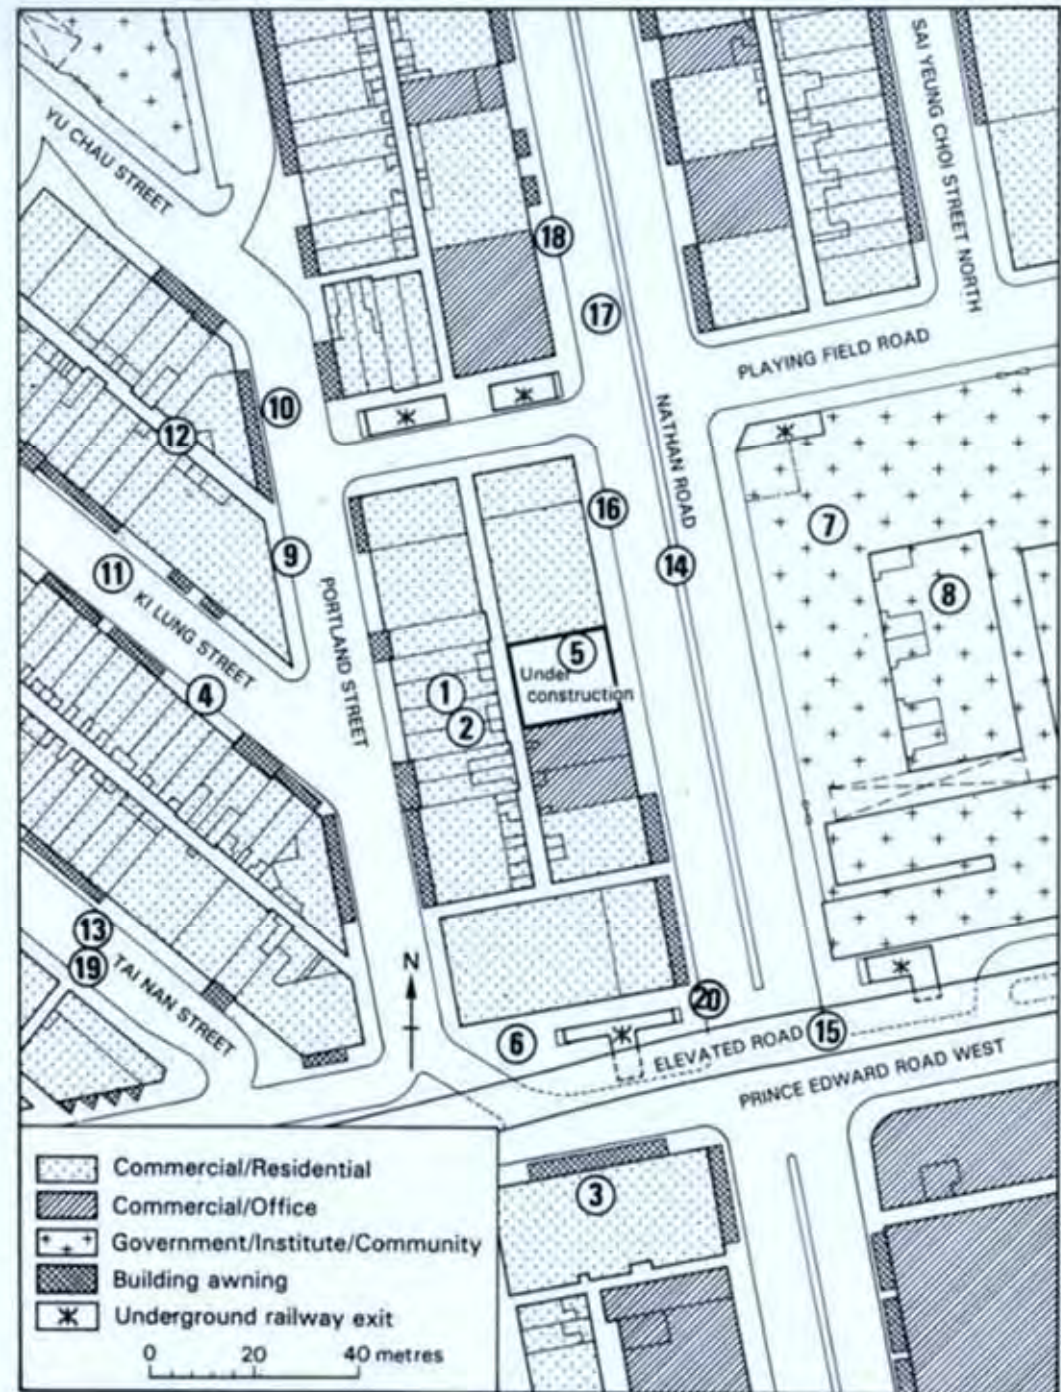 YU CHAU STREET
SAI YEUNG CHOI STREET NORTH
18
17
PLAYING FIELD ROAD
10
12
NATHAN ROAD
16
7
9
14
11
KI LUNG STREET
PORTLAND STREET
8
5
Under
construction
4
1
2
13
19
TAI NAN STREET
N
20
6
ELEVATED ROAD
15
PRINCE EDWARD ROAD WEST
3
Commercial/Residential
Commercial/Office
Government/Institute/Community
Building awning
Underground railway exit
0 20 40 metres